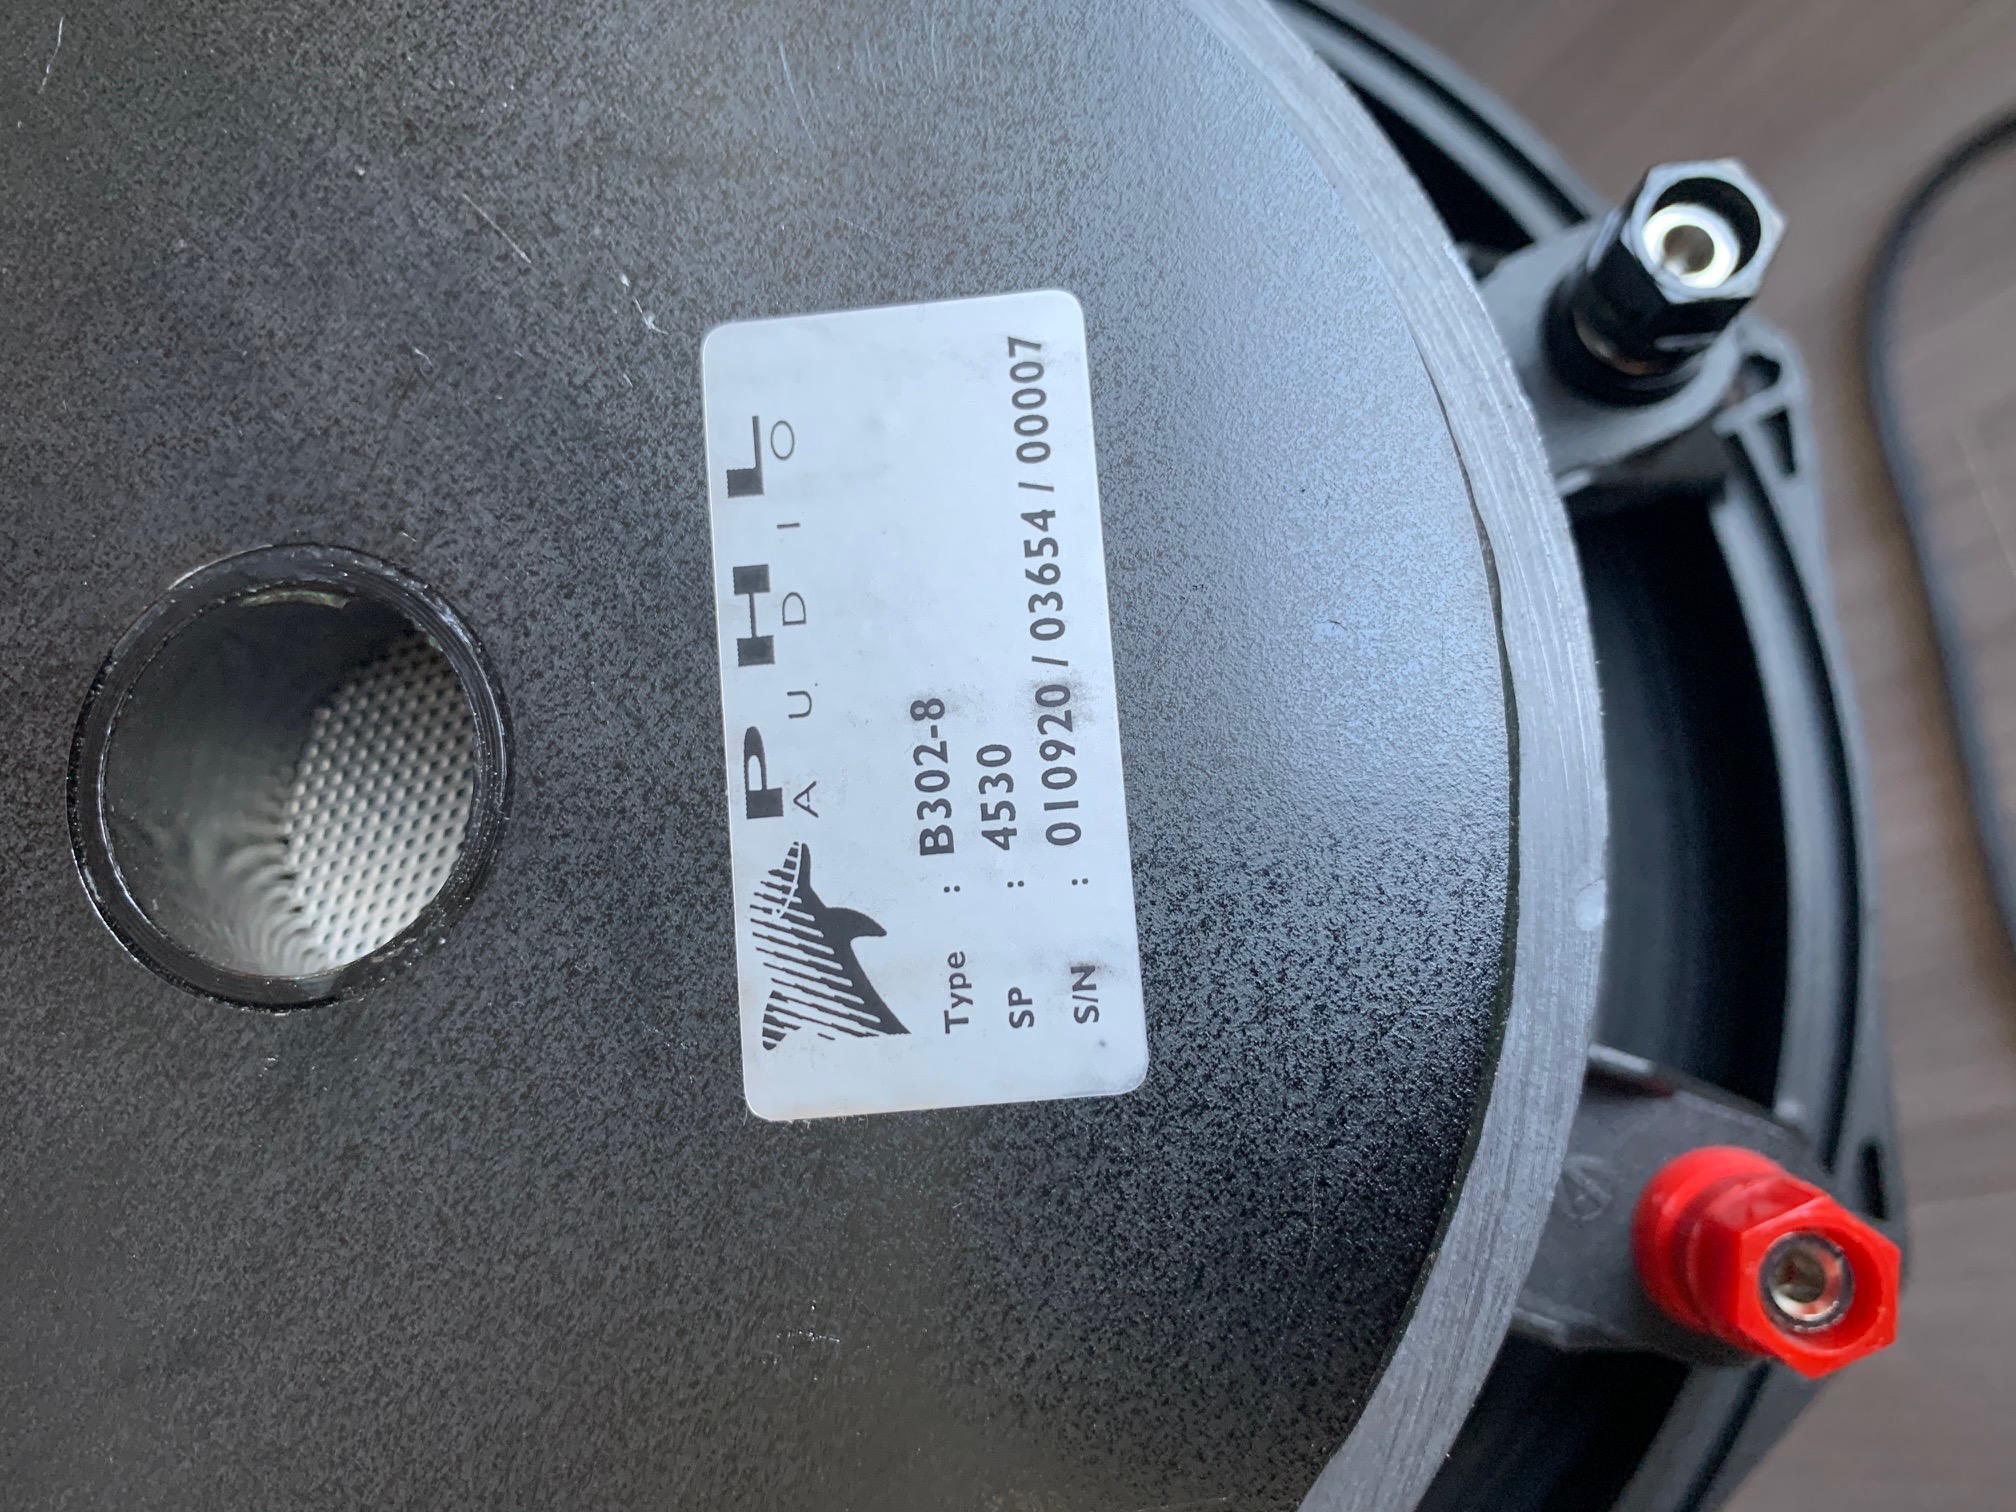 PHL
AUDIO
Type : B302-8
SP : 4530
S/N : 010920 / 03654 / 00007